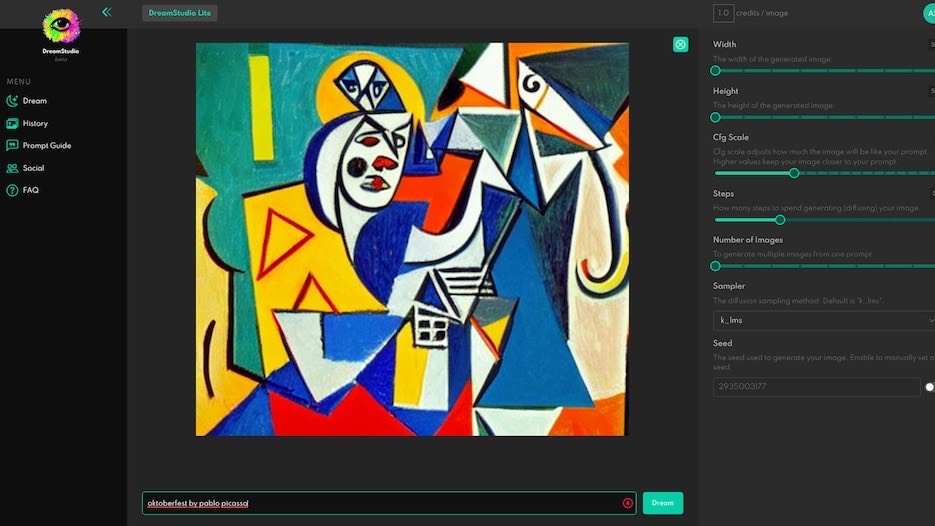 DreamStudio Lite
1.0 credits / image
DreamStudio
beta
MENU
Dream
History
Prompt Guide
Social
FAQ
Width
The width of the generated image.
Height
The height of the generated image.
Cfg Scale
Cfg scale adjusts how much the image will be like your prompt.
Higher values keep your image closer to your prompt.
Steps
How many steps to spend generating (diffusing) your image.
Number of Images
To generate multiple images from one prompt.
Sampler
The diffusion sampling method. Default is "k_lms".
k_lms
Seed
The seed used to generate your image. Enable to manually set a
seed.
2935003177
oktoberfest by pablo picasso
Dream